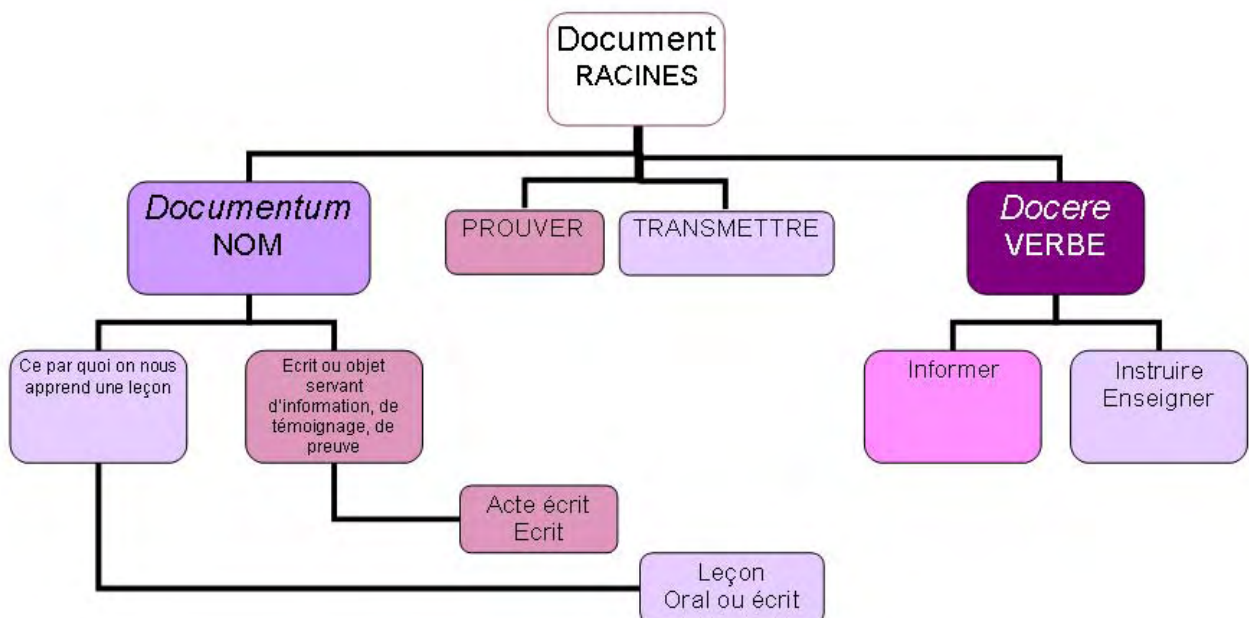 Document
RACINES
Documentum
NOM
PROUVER
TRANSMETTRE
Docere
VERBE
Ce par quoi on nous
apprend une leçon
Ecrit ou objet
servant
d'information, de
témoignage, de
preuve
Informer
Instruire
Enseigner
Acte écrit
Ecrit
Leçon
Oral ou écrit